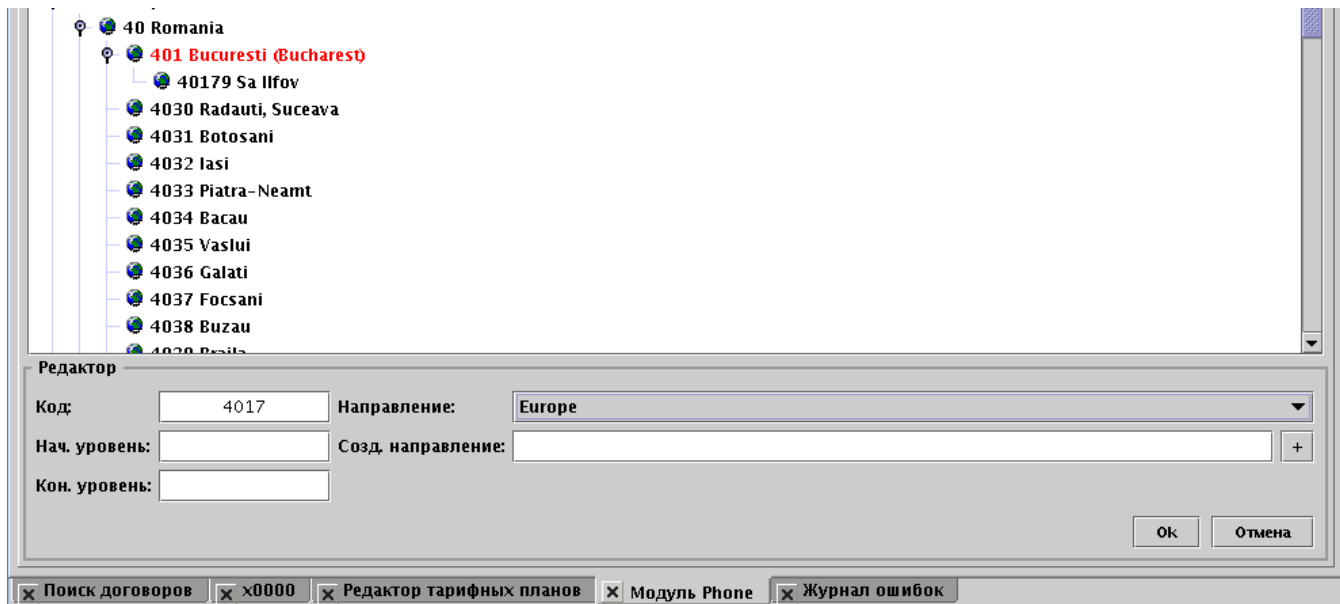 40 Romania
401 Bucuresti (Bucharest)
40179 Sa Ilfov
4030 Radauti, Suceava
4031 Botosani
4032 Iasi
4033 Piatra-Neamt
4034 Bacau
4035 Vaslui
4036 Galati
4037 Focsani
4038 Buzau
4039 Braila
Редактор
Код: 4017 Направление: Europe
Нач. уровень: Созд. направление: +
Кон. уровень:
Ok Отмена
x Поиск договоров x x0000 x Редактор тарифных планов x Модуль Phone x Журнал ошибок